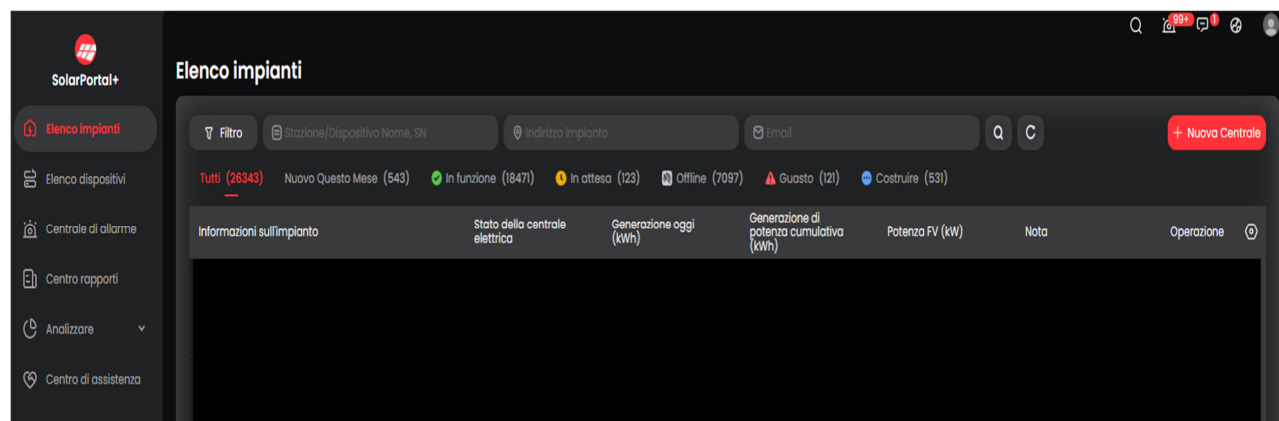 99+
1
SolarPortal+
Elenco impianti
Elenco impianti
Elenco dispositivi
Centrale di allarme
Centro rapporti
Analizzare
Centro di assistenza
Filtro
Stazione/Dispositivo Nome, SN
Indirizzo impianto
Email
+ Nuova Centrale
Tutti (26343)
Nuovo Questo Mese (543)
In funzione (18471)
In attesa (123)
Offline (7097)
Guasto (121)
Costruire (531)
Informazioni sull'impianto
Stato della centrale
elettrica
Generazione oggi
(kWh)
Generazione di
potenza cumulativa
(kWh)
Potenza FV (kW)
Nota
Operazione